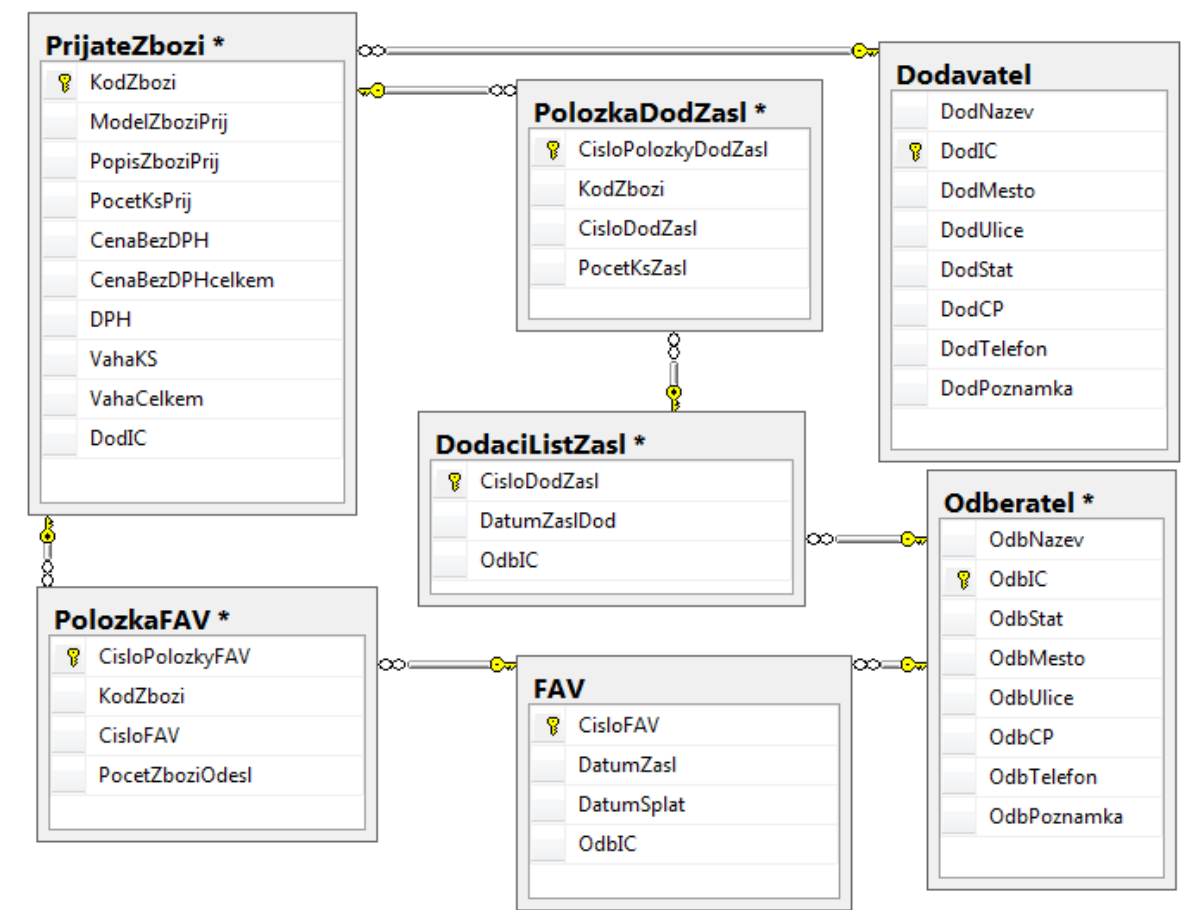 PrijateZbozi *
KodZbozi
ModelZboziPrij
PopisZboziPrij
PocetKsPrij
CenaBezDPH
CenaBezDPHcelkem
DPH
VahaKS
VahaCelkem
DodIC
PolozkaDodZasl *
CisloPolozkyDodZasl
KodZbozi
CisloDodZasl
PocetKsZasl
Dodavatel
DodNazev
DodIC
DodMesto
DodUlice
DodStat
DodCP
DodTelefon
DodPoznamka
DodaciListZasl *
CisloDodZasl
DatumZaslDod
OdbIC
Odberatel *
OdbNazev
OdbIC
OdbStat
OdbMesto
OdbUlice
OdbCP
OdbTelefon
OdbPoznamka
PolozkaFAV *
CisloPolozkyFAV
KodZbozi
CisloFAV
PocetZboziOdesl
FAV
CisloFAV
DatumZasl
DatumSplat
OdbIC